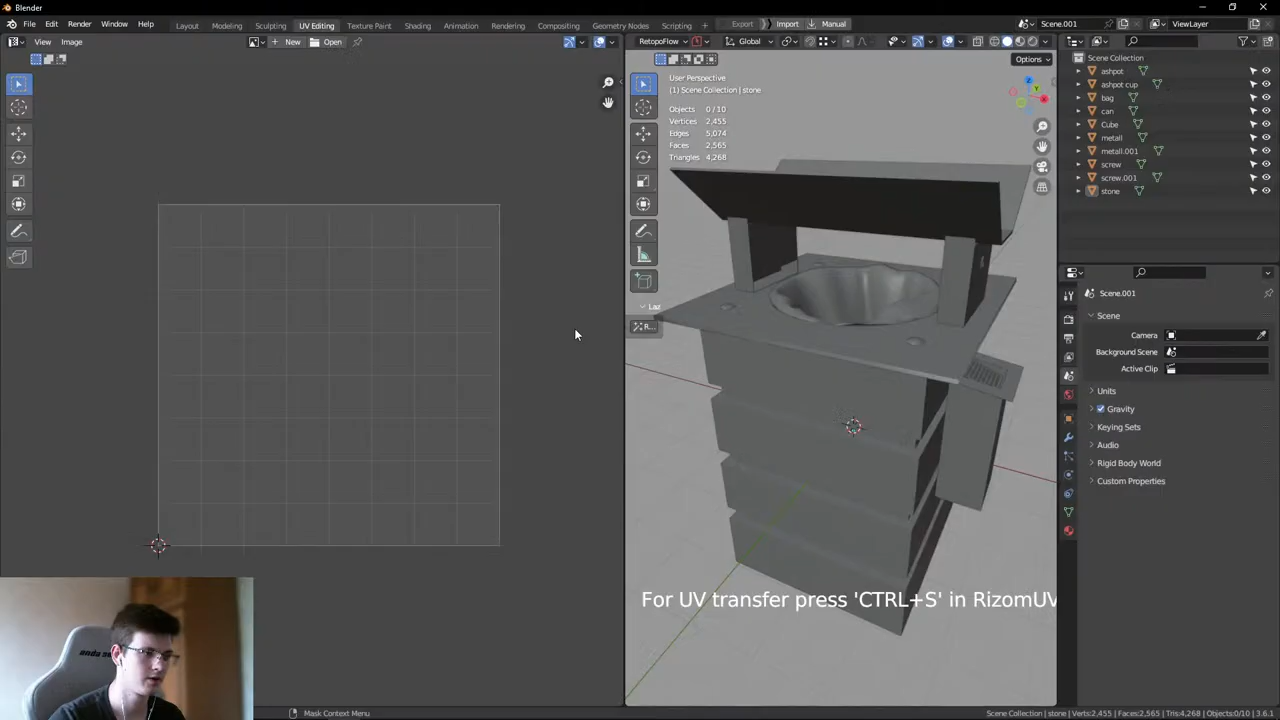 Blender
File Edit Render Window Help
Layout Modeling Sculpting UV Editing Texture Paint Shading Animation Rendering Compositing Geometry Nodes Scripting +
Export Import Manual
Scene.001
ViewLayer
View Image
New Open
RetopoFlow
Global
Options
User Perspective
(1) Scene Collection | stone
Objects 0/10
Vertices 2,455
Edges 5,074
Faces 2,565
Triangles 4,268
Laz
R...
For UV transfer press 'CTRL+S' in RizomUV
Scene Collection
ashpot
ashpot cup
bag
can
Cube
metall
metall.001
screw
screw.001
stone
Scene.001
Scene
Camera
Background Scene
Active Clip
Units
Gravity
Keying Sets
Audio
Rigid Body World
Custom Properties
Mask Context Menu
Scene Collection | stone | Verts:2,455 | Faces:2,565 | Tris:4,268 | Objects:0/10 | 3.6.1